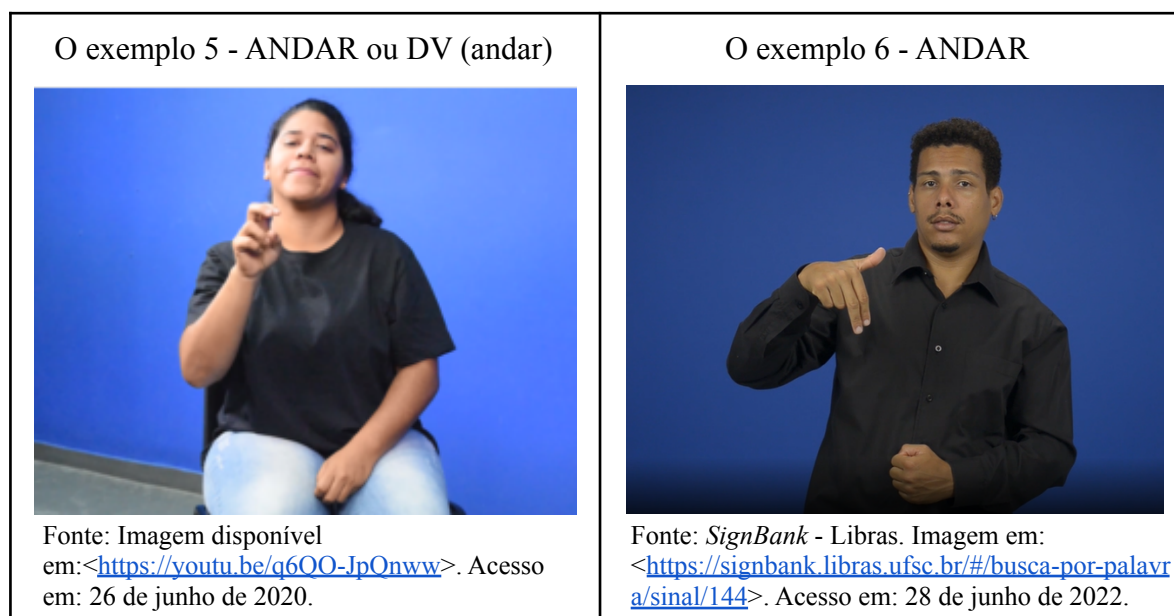 O exemplo 5 - ANDAR ou DV (andar)
Fonte: Imagem disponível
em:<https://youtu.be/q6QO-JpQnww>. Acesso
em: 26 de junho de 2020.
O exemplo 6 - ANDAR
Fonte: SignBank - Libras. Imagem em:
<https://signbank.libras.ufsc.br/#/busca-por-palavr
a/sinal/144>. Acesso em: 28 de junho de 2022.